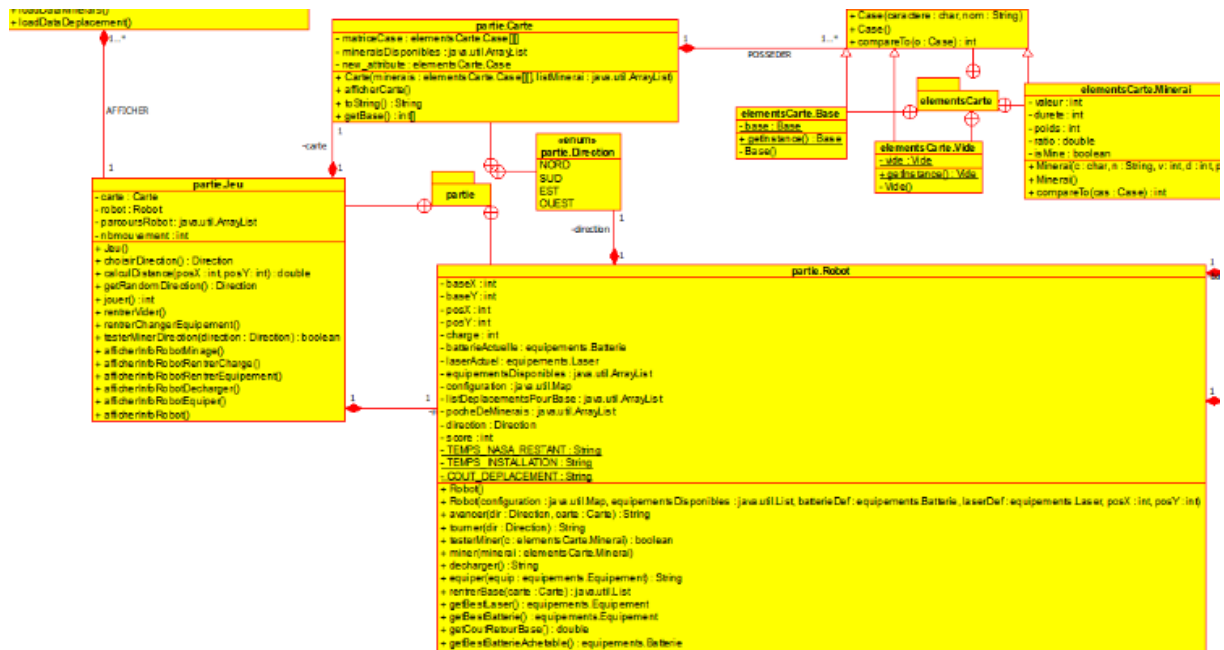 + loadDataMinerais()
+ loadDataDeplacement()
1..*
AFFICHER
1
partie.Carte
- matriceCase : elementsCarte.Case[][]
- mineraisDisponibles : java.util.ArrayList
- new_attribute : elementsCarte.Case
+ Carte(minerais : elementsCarte.Case[][], listMinerai : java.util.ArrayList)
+ afficherCarte()
+ toString() : String
+ getBase() : int[]
1
-carte
1
1
POSSEDER
1..*
+ Case(caractere : char, nom : String)
+ Case()
+ compareTo(o : Case) : int
elementsCarte
elementsCarte.Base
- base : Base
+ getInstance() : Base
- Base()
elementsCarte.Vide
- vide : Vide
+ getInstance() : Vide
- Vide()
elementsCarte.Minerai
- valeur : int
- durete : int
- poids : int
- ratio : double
- isMine : boolean
+ Minerai(c : char, n : String, v : int, d : int, p
+ Minerai()
+ compareTo(cas : Case) : int
«enum»
partie.Direction
NORD
SUD
EST
OUEST
1
-direction
1
partie
partie.Jeu
- carte : Carte
- robot : Robot
- parcoursRobot : java.util.ArrayList
- nbmouvement : int
+ Jeu()
+ choisirDirection() : Direction
+ calculDistance(posX : int, posY : int) : double
+ getRandomDirection() : Direction
+ jouer() : int
+ rentrerVider()
+ rentrerChangerEquipement()
+ testerMinerDirection(direction : Direction) : boolean
+ afficherInfoRobotMinage()
+ afficherInfoRobotRentrerCharge()
+ afficherInfoRobotRentrerEquipement()
+ afficherInfoRobotDecharger()
+ afficherInfoRobotEquiper()
+ afficherInfoRobot()
1
1
partie.Robot
- baseX : int
- baseY : int
- posX : int
- posY : int
- charge : int
- batterieActuelle : equipements.Batterie
- laserActuel : equipements.Laser
- equipementsDisponibles : java.util.ArrayList
- configuration : java.util.Map
- listDeplacementsPourBase : java.util.ArrayList
- pocheDeMinerais : java.util.ArrayList
- direction : Direction
- score : int
- TEMPS_NASA_RESTANT : String
- TEMPS_INSTALLATION : String
- COUT_DEPLACEMENT : String
+ Robot()
+ Robot(configuration : java.util.Map, equipementsDisponibles : java.util.List, batterieDef : equipements.Batterie, laserDef : equipements.Laser, posX : int, posY : int)
+ avancer(dir : Direction, carte : Carte) : String
+ tourner(dir : Direction) : String
+ testerMiner(c : elementsCarte.Minerai) : boolean
+ miner(minerai : elementsCarte.Minerai)
+ decharger() : String
+ equiper(equip : equipements.Equipement) : String
+ rentrerBase(carte : Carte) : java.util.List
+ getBestLaser() : equipements.Equipement
+ getBestBatterie() : equipements.Equipement
+ getCoutRetourBase() : double
+ getBestBatterieAchetable() : equipements.Batterie
1
1